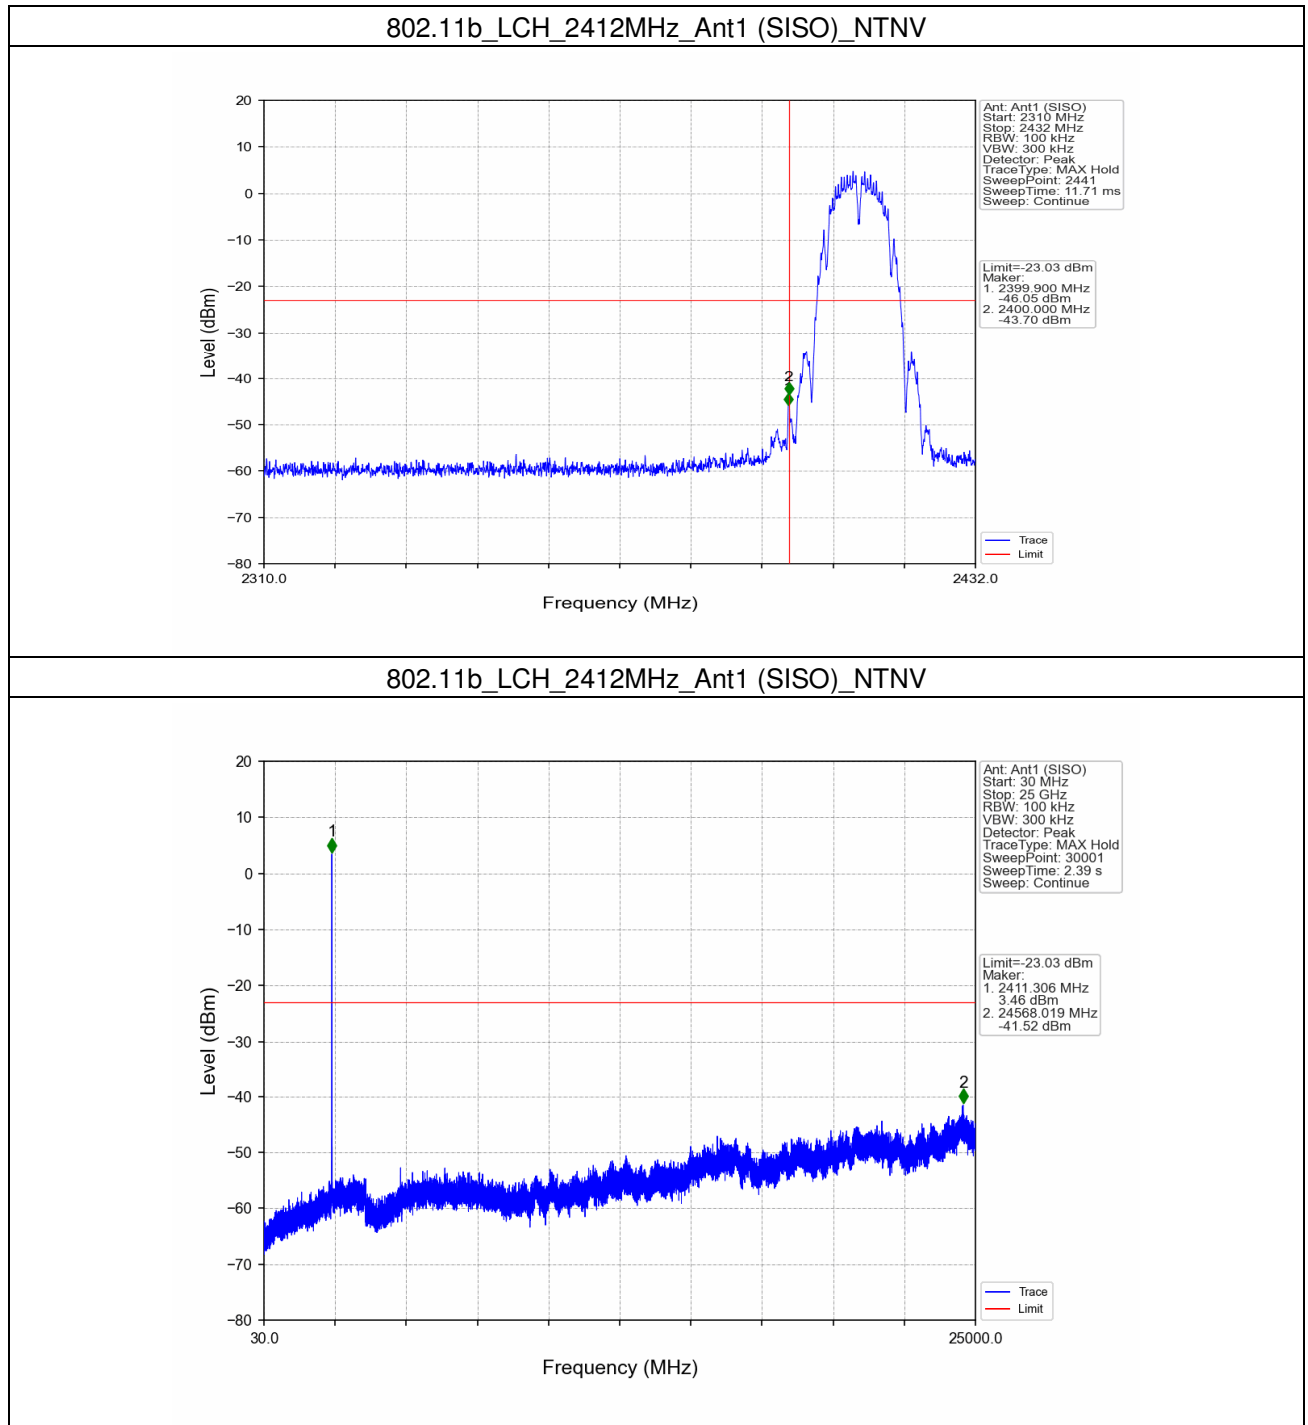 802.11b_LCH_2412MHz_Ant1 (SISO)_NTNV
20
10
0
−10
−20
−30
−40
−50
−60
−70
−80
Level (dBm)
2
2310.0
2432.0
Frequency (MHz)
Ant: Ant1 (SISO)
Start: 2310 MHz
Stop: 2432 MHz
RBW: 100 kHz
VBW: 300 kHz
Detector: Peak
TraceType: MAX Hold
SweepPoint: 2441
SweepTime: 11.71 ms
Sweep: Continue
Limit=-23.03 dBm
Maker:
1. 2399.900 MHz
-46.05 dBm
2. 2400.000 MHz
-43.70 dBm
Trace
Limit
802.11b_LCH_2412MHz_Ant1 (SISO)_NTNV
20
10
0
−10
−20
−30
−40
−50
−60
−70
−80
Level (dBm)
1
2
30.0
25000.0
Frequency (MHz)
Ant: Ant1 (SISO)
Start: 30 MHz
Stop: 25 GHz
RBW: 100 kHz
VBW: 300 kHz
Detector: Peak
TraceType: MAX Hold
SweepPoint: 30001
SweepTime: 2.39 s
Sweep: Continue
Limit=-23.03 dBm
Maker:
1. 2411.306 MHz
3.46 dBm
2. 24568.019 MHz
-41.52 dBm
Trace
Limit